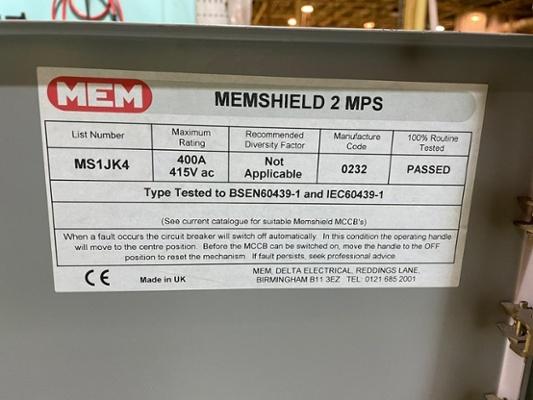 MEM
MEMSHIELD 2 MPS
List Number
Maximum Rating
Recommended Diversity Factor
Manufacture Code
100% Routine Tested
MS1JK4
400A 415V ac
Not Applicable
0232
PASSED
Type Tested to BSEN60439-1 and IEC60439-1
(See current catalogue for suitable Memshield MCCB's)
When a fault occurs the circuit breaker will switch off automatically. In this condition the operating handle
will move to the centre position. Before the MCCB can be switched on, move the handle to the OFF
position to reset the mechanism. If fault persists, seek professional advice
CE
Made in UK
MEM, DELTA ELECTRICAL, REDDINGS LANE,
BIRMINGHAM B11 3EZ TEL: 0121 685 2001